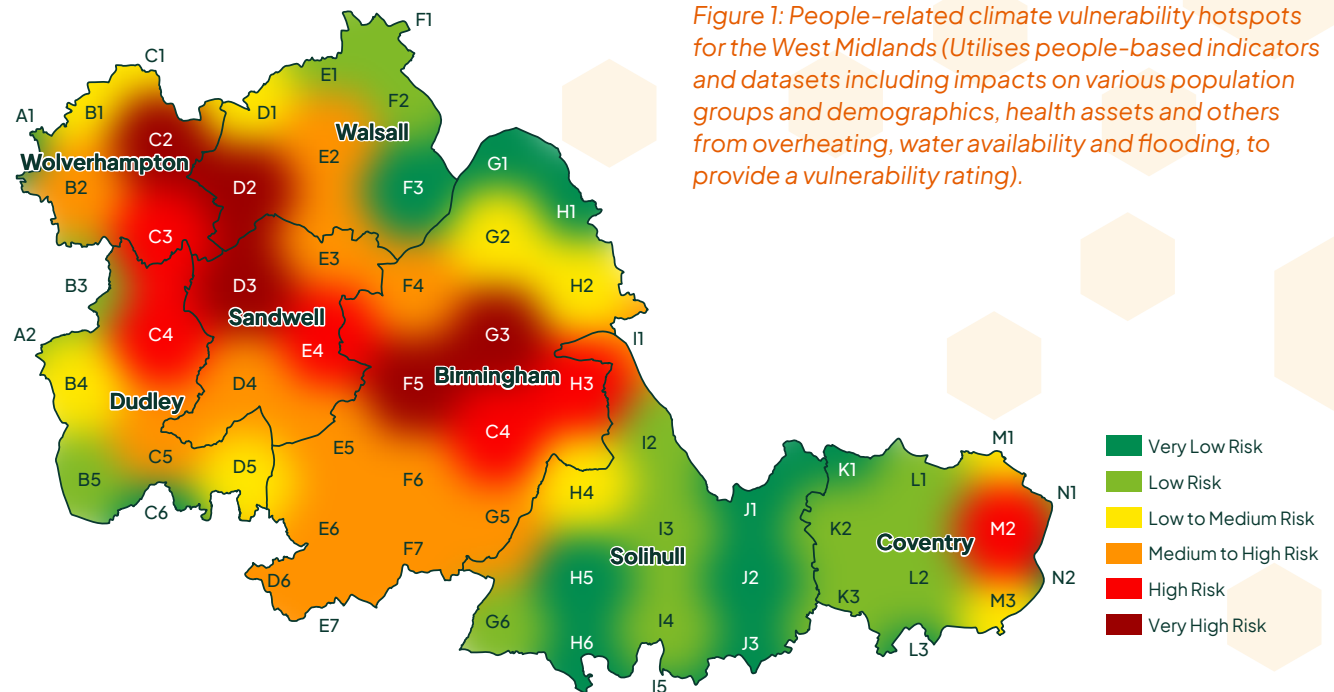 Figure 1: People-related climate vulnerability hotspots
for the West Midlands (Utilises people-based indicators
and datasets including impacts on various population
groups and demographics, health assets and others
from overheating, water availability and flooding, to
provide a vulnerability rating).
F1
C1
E1
F2
B1
D1
A1
Walsall
C2
E2
Wolverhampton
G1
B2
D2
F3
H1
C3
G2
E3
B3
D3
F4
H2
Sandwell
A2
C4
G3
I1
E4
Birmingham
B4
D4
F5
H3
Dudley
C4
I2
M1
E5
C5
D5
K1
Very Low Risk
B5
F6
L1
Low Risk
H4
N1
C6
G5
J1
Low to Medium Risk
E6
I3
K2
M2
Coventry
F7
Solihull
Medium to High Risk
D6
H5
J2
L2
N2
High Risk
K3
M3
E7
G6
I4
Very High Risk
H6
J3
L3
I5